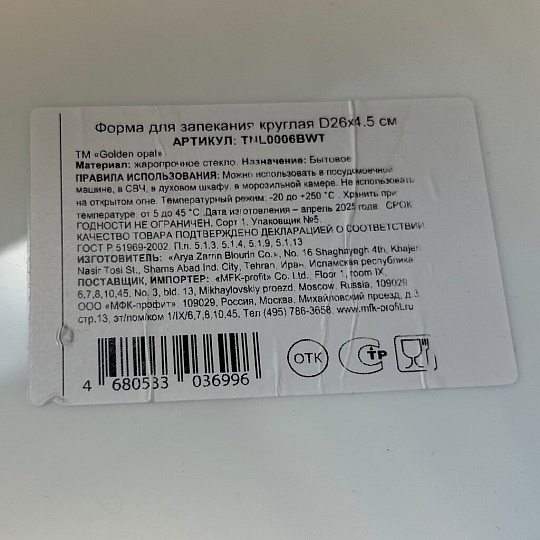 Форма для запекания круглая D26х4.5 см
АРТИКУЛ: TNL0006BWT
ТМ «Golden opal»
Материал: жаропрочное стекло. Назначение: Бытовое
ПРАВИЛА ИСПОЛЬЗОВАНИЯ: Можно использовать в посудомоечной
машине, в СВЧ, в духовом шкафу, в морозильной камере. Не использовать
на открытом огне. Температурный режим: -20 до +250 °С . Хранить при
температуре от 5 до 45 °С .Дата изготовления – апрель 2025 года. СРОК
ГОДНОСТИ НЕ ОГРАНИЧЕН. Сорт 1. Упаковщик №5.
КАЧЕСТВО ТОВАРА ПОДТВЕРЖДЕНО ДЕКЛАРАЦИЕЙ О СООТВЕТСТВИИ
ГОСТ Р 51969-2002. П.п. 5.1.3, 5.1.4, 5.1.9, 5.1.13
ИЗГОТОВИТЕЛЬ: «Arya Zarrin Blourin Co.», No. 16 Shaghayegh 4th, Khajeh
Nasir Tosi St., Shams Abad Ind. City, Tehran, Иран, Исламская республика
ПОСТАВЩИК, ИМПОРТЕР: «MFK-profit» Co. Ltd., Floor 1, room IX,
6,7,8,10,45, No. 3, bld. 13, Mikhaylovskiy proezd, Moscow, Russia, 109029
ООО «МФК-профит» 109029, Россия, Москва, Михайловский проезд, д.3,
стр.13, эт/пом/ком 1/IX/6,7,8,10,45, Тел (495) 786-3658, www.mfk-profit.ru
4 680533 036996
ОТК